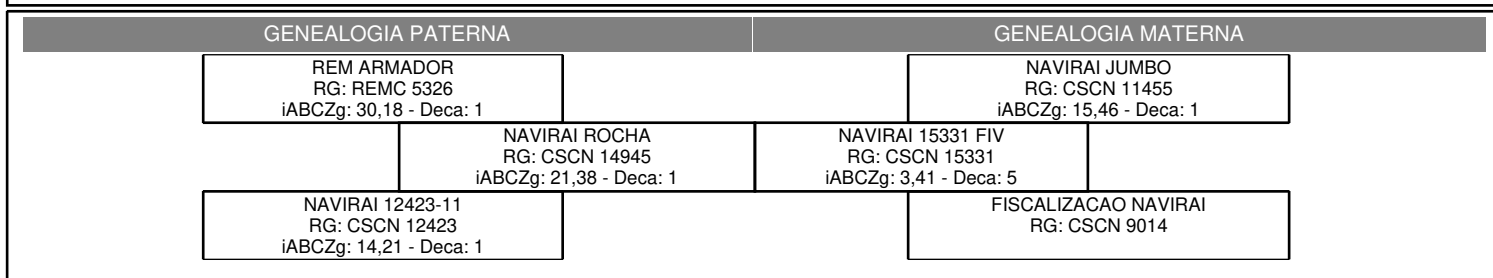 GENEALOGIA PATERNA
GENEALOGIA MATERNA
REM ARMADOR
RG: REMC 5326
iABCZg: 30,18 - Deca: 1
NAVIRAI JUMBO
RG: CSCN 11455
iABCZg: 15,46 - Deca: 1
NAVIRAI ROCHA
RG: CSCN 14945
iABCZg: 21,38 - Deca: 1
NAVIRAI 15331 FIV
RG: CSCN 15331
iABCZg: 3,41 - Deca: 5
NAVIRAI 12423-11
RG: CSCN 12423
iABCZg: 14,21 - Deca: 1
FISCALIZACAO NAVIRAI
RG: CSCN 9014